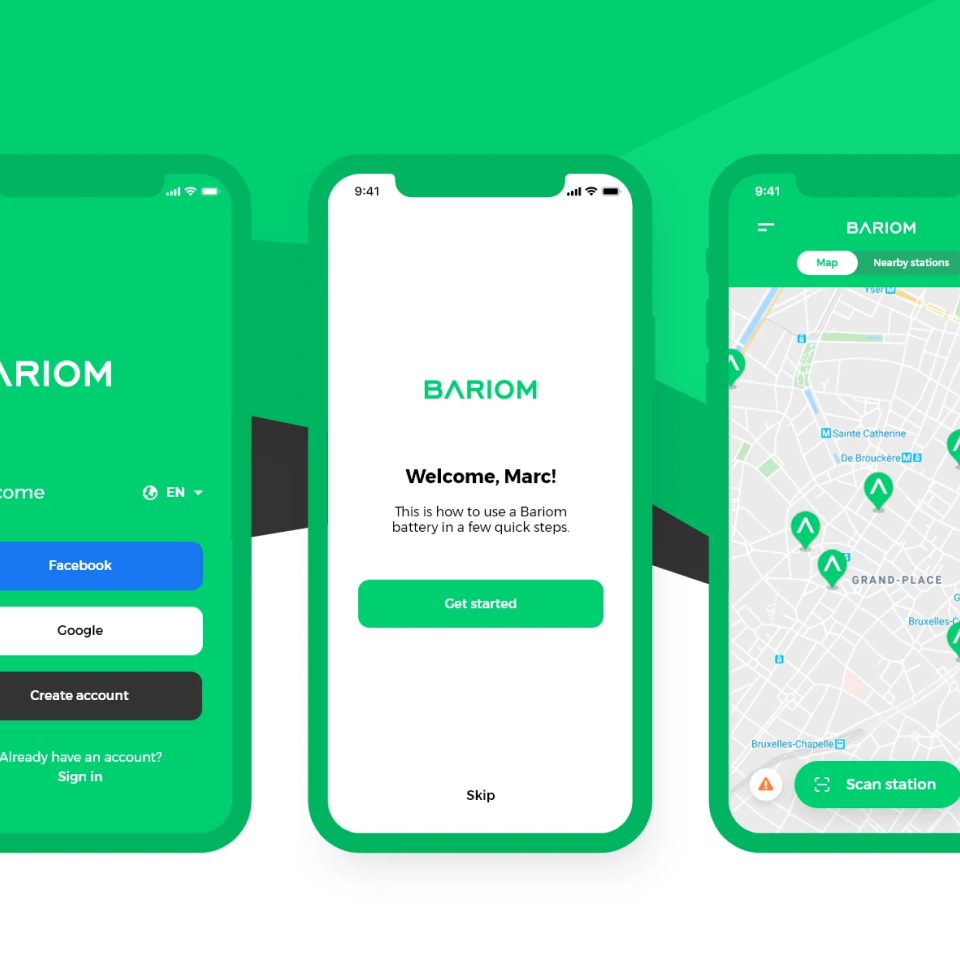 ARIOM
come
EN
Facebook
Google
Create account
Already have an account?
Sign in
9:41
BARIOM
Welcome, Marc!
This is how to use a Bariom
battery in a few quick steps.
Get started
Skip
9:41
BARIOM
Map
Nearby stations
Yser M
M Sainte Catherine
De Brouckère M
GRAND-PLACE
G
Bruxelles-C
Bruxelles-Chapelle
Scan station